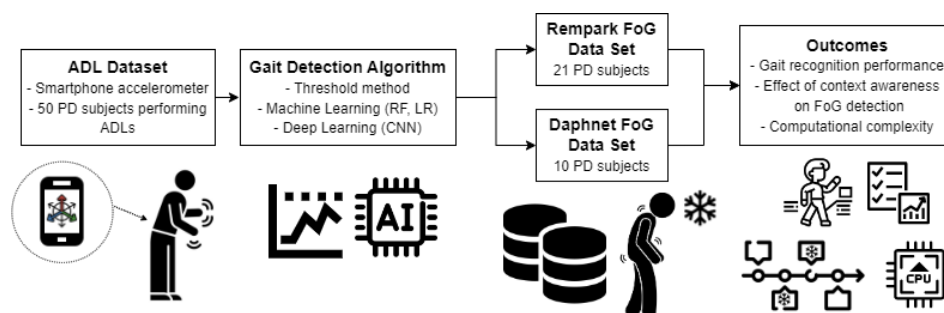 ADL Dataset
- Smartphone accelerometer
- 50 PD subjects performing
ADLs
Gait Detection Algorithm
- Threshold method
- Machine Learning (RF, LR)
- Deep Learning (CNN)
Rempark FoG
Data Set
21 PD subjects
Daphnet FoG
Data Set
10 PD subjects
Outcomes
- Gait recognition performance
- Effect of context awareness
on FoG detection
- Computational complexity
AI
CPU